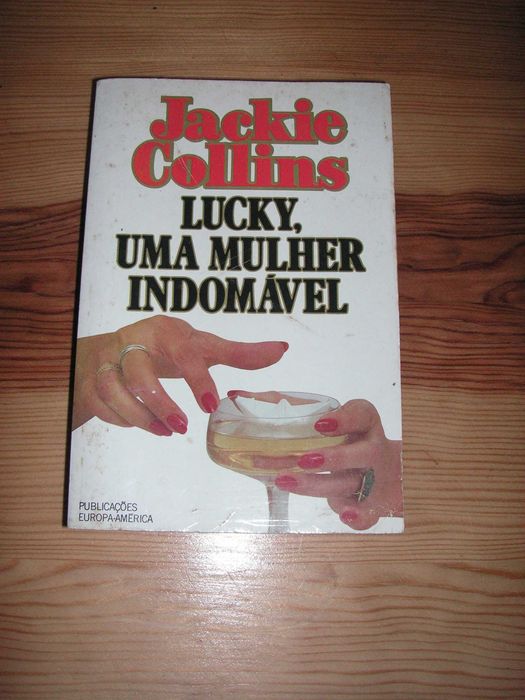 Jackie
Collins
LUCKY,
UMA MULHER
INDOMÁVEL
PUBLICAÇÕES
EUROPA-AMÉRICA